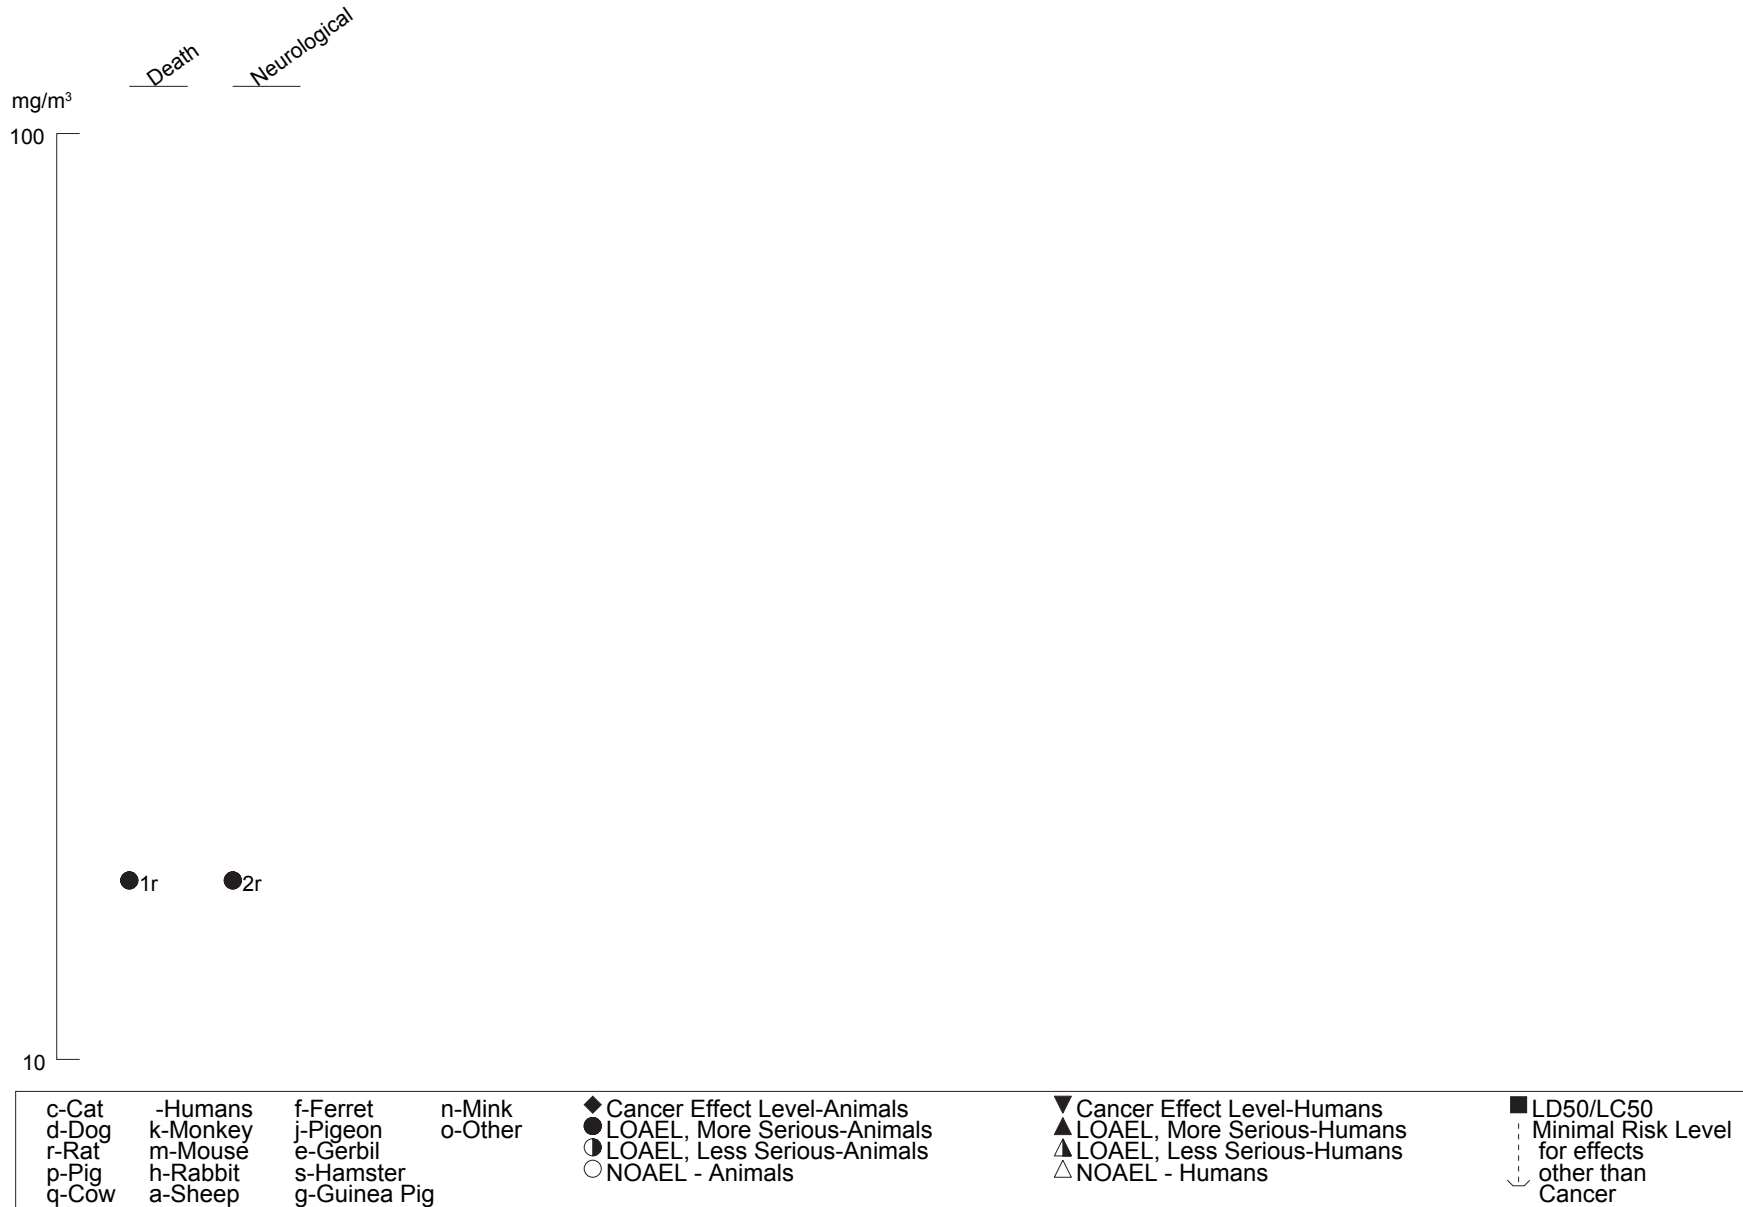 Death
Neurological
mg/m³
100
1r
2r
10
c-Cat -Humans f-Ferret n-Mink ◆ Cancer Effect Level-Animals ▼ Cancer Effect Level-Humans ■ LD50/LC50
d-Dog k-Monkey j-Pigeon o-Other ● LOAEL, More Serious-Animals ▲ LOAEL, More Serious-Humans Minimal Risk Level
r-Rat m-Mouse e-Gerbil ◑ LOAEL, Less Serious-Animals ◮ LOAEL, Less Serious-Humans for effects
p-Pig h-Rabbit s-Hamster ○ NOAEL - Animals △ NOAEL - Humans other than
q-Cow a-Sheep g-Guinea Pig Cancer